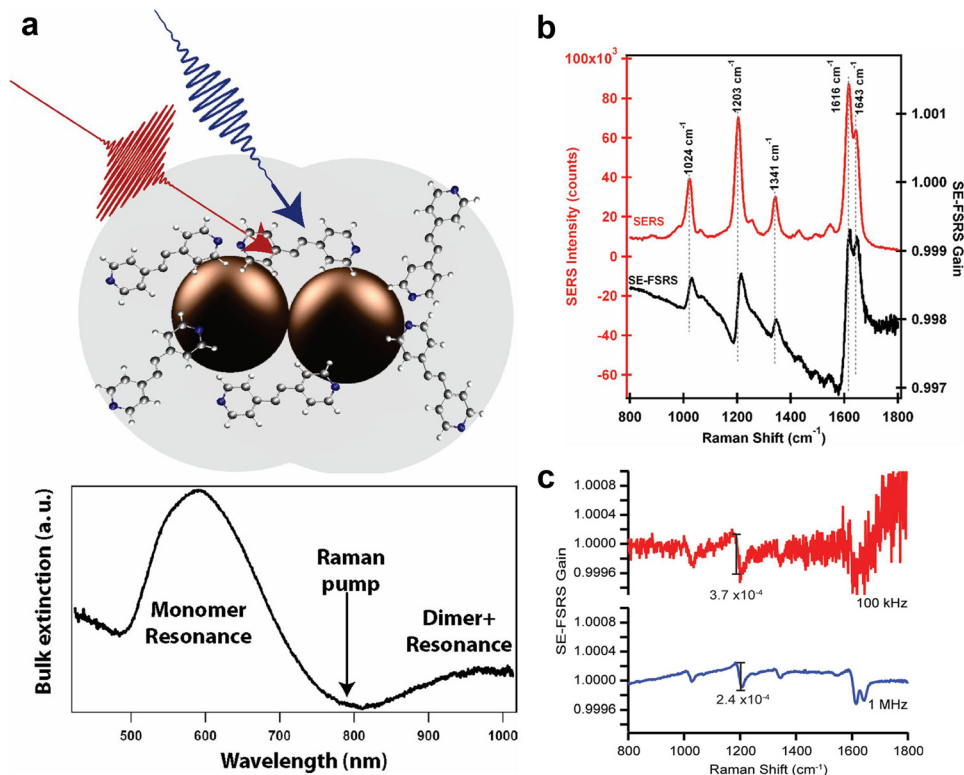 a
Bulk extinction (a.u.)
Monomer
Resonance
Raman
pump
Dimer+
Resonance
500 600 700 800 900 1000
Wavelength (nm)
b
SERS Intensity (counts)
100x10³
80
60
40
20
0
-20
-40
-60
1024 cm⁻¹
1203 cm⁻¹
1341 cm⁻¹
1616 cm⁻¹
1643 cm⁻¹
SERS
SE-FSRS
1.001
1.000
0.999
0.998
0.997
SE-FSRS Gain
800 1000 1200 1400 1600 1800
Raman Shift (cm⁻¹)
c
SE-FSRS Gain
1.0008
1.0004
1.0000
0.9996
3.7 x10⁻⁴
100 kHz
1.0008
1.0004
1.0000
0.9996
2.4 x10⁻⁴
1 MHz
800 1000 1200 1400 1600 1800
Raman Shift (cm⁻¹)